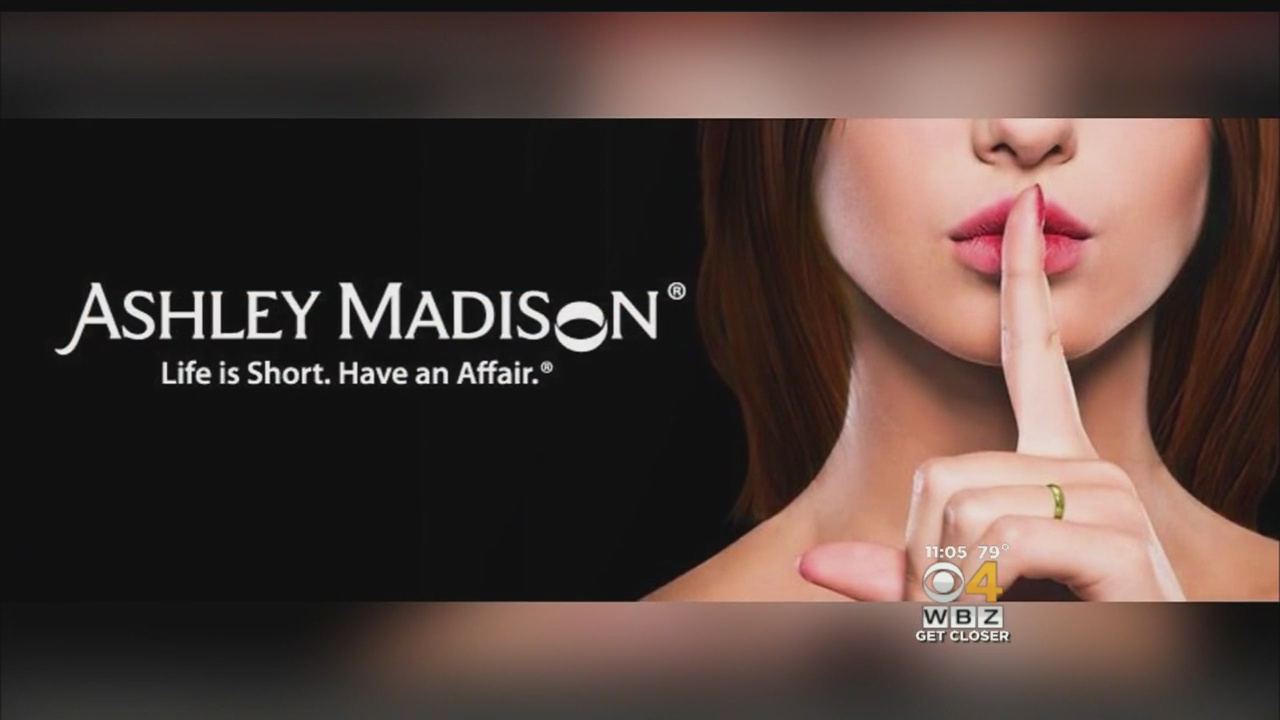 ASHLEY MADISON®
Life is Short. Have an Affair.®
11:05 79°
4
WBZ
GET CLOSER